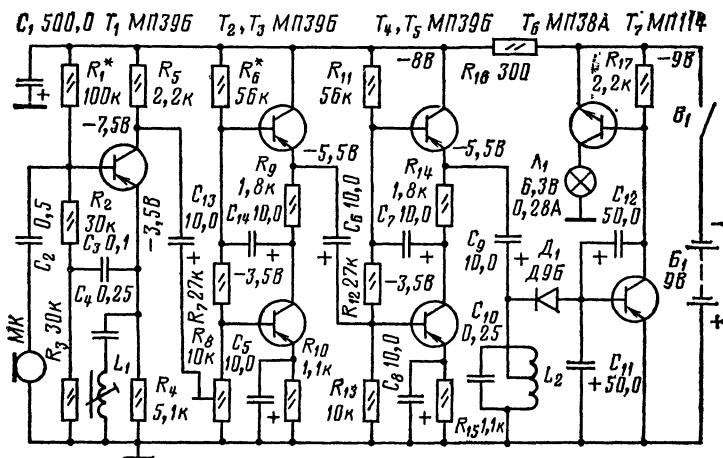 C₁ 500,0 T₁ МП39Б T₂, T₃ МП39Б T₄, T₅ МП39Б T₆ МП38А T₇ МП114
R₁* 100к
R₅ 2,2к
R₆* 56к
R₁₁ 56к
-8В
R₁₆ 300
R₁₇ 2,2к
-9В
В₁
-7,5В
-5,5В
-5,5В
R₂ 30к
R₉ 1,8к
R₁₄ 1,8к
Л₁ 6,3В 0,28А
C₂ 0,5
C₃ 0,1
-3,5В
C₁₃ 10,0
C₁₄ 10,0
C₆ 10,0
C₇ 10,0
C₉ 10,0
C₁₂ 50,0
Д₁ Д9Б
Б₁ 9В
C₄ 0,25
R₇ 27к
-3,5В
R₁₂ 27к
-3,5В
C₁₀ 0,25
МК
R₃ 30к
L₁
R₄ 5,1к
R₈ 10к
C₅ 10,0
R₁₀ 1,1к
R₁₃ 10к
C₈ 10,0
R₁₅ 1,1к
L₂
C₁₁ 50,0